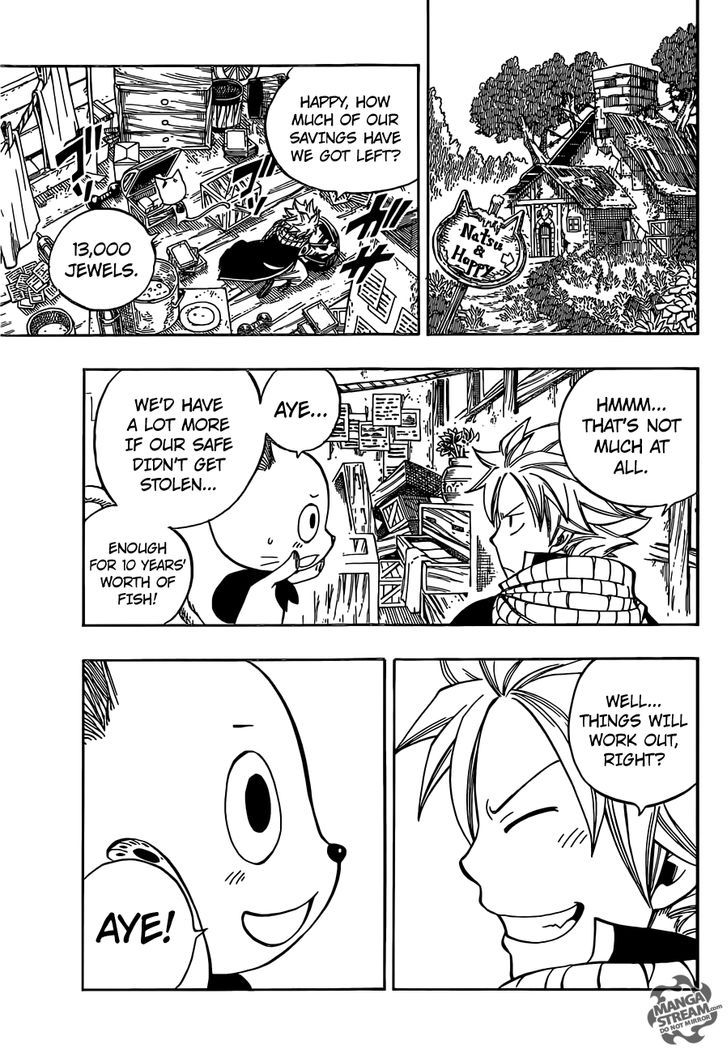 Natsu
&
Happy
HAPPY, HOW
MUCH OF OUR
SAVINGS HAVE
WE GOT LEFT?
13,000
JEWELS.
HMMM...
THAT'S NOT
MUCH AT
ALL.
AYE...
WE'D HAVE
A LOT MORE
IF OUR SAFE
DIDN'T GET
STOLEN...
ENOUGH
FOR 10 YEARS'
WORTH OF
FISH!
WELL...
THINGS WILL
WORK OUT,
RIGHT?
AYE!
MANGA
STREAM.COM
DO NOT MIRROR